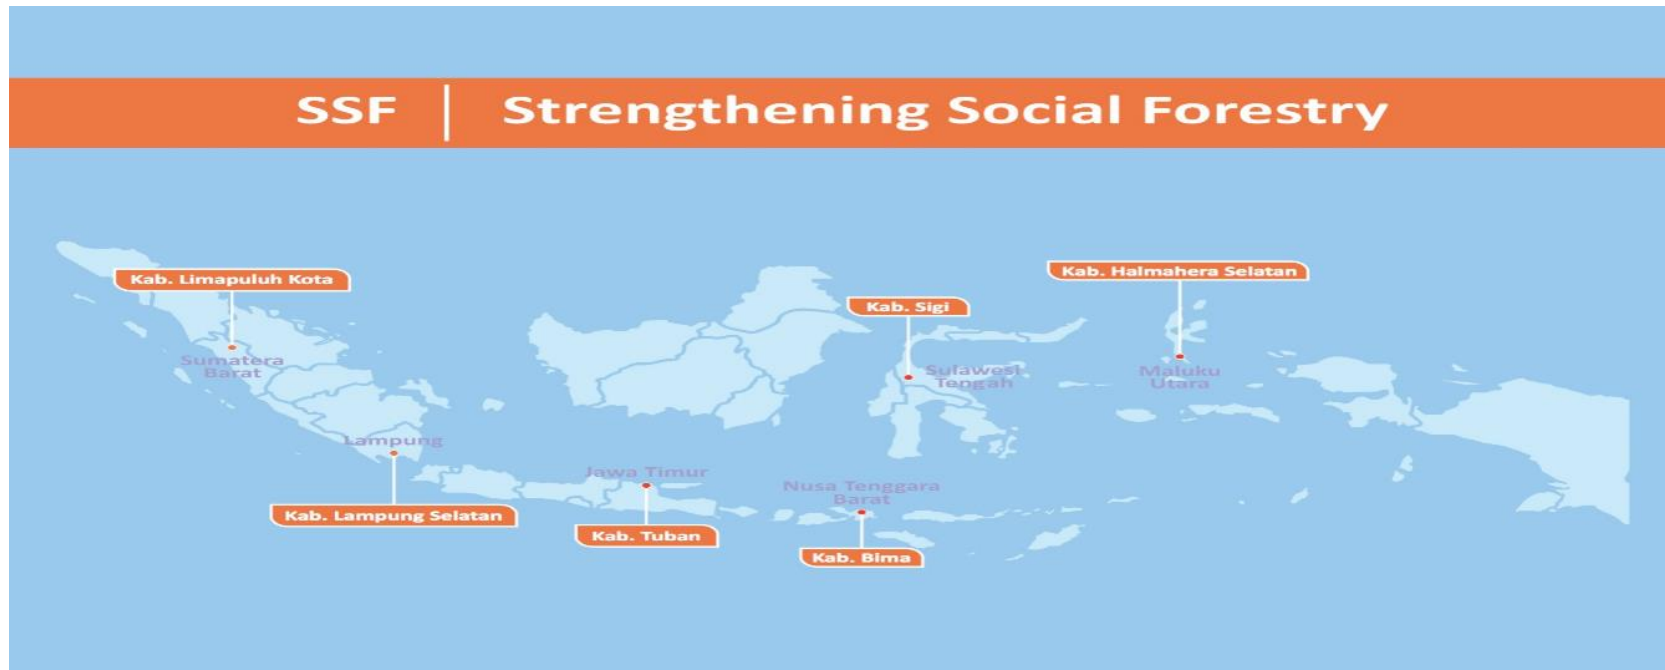 SSF | Strengthening Social Forestry
Kab. Limapuluh Kota
Kab. Halmahera Selatan
Kab. Sigi
Sumatera
Barat
Sulawesi
Tengah
Maluku
Utara
Lampung
Jawa Timur
Nusa Tenggara
Barat
Kab. Lampung Selatan
Kab. Tuban
Kab. Bima